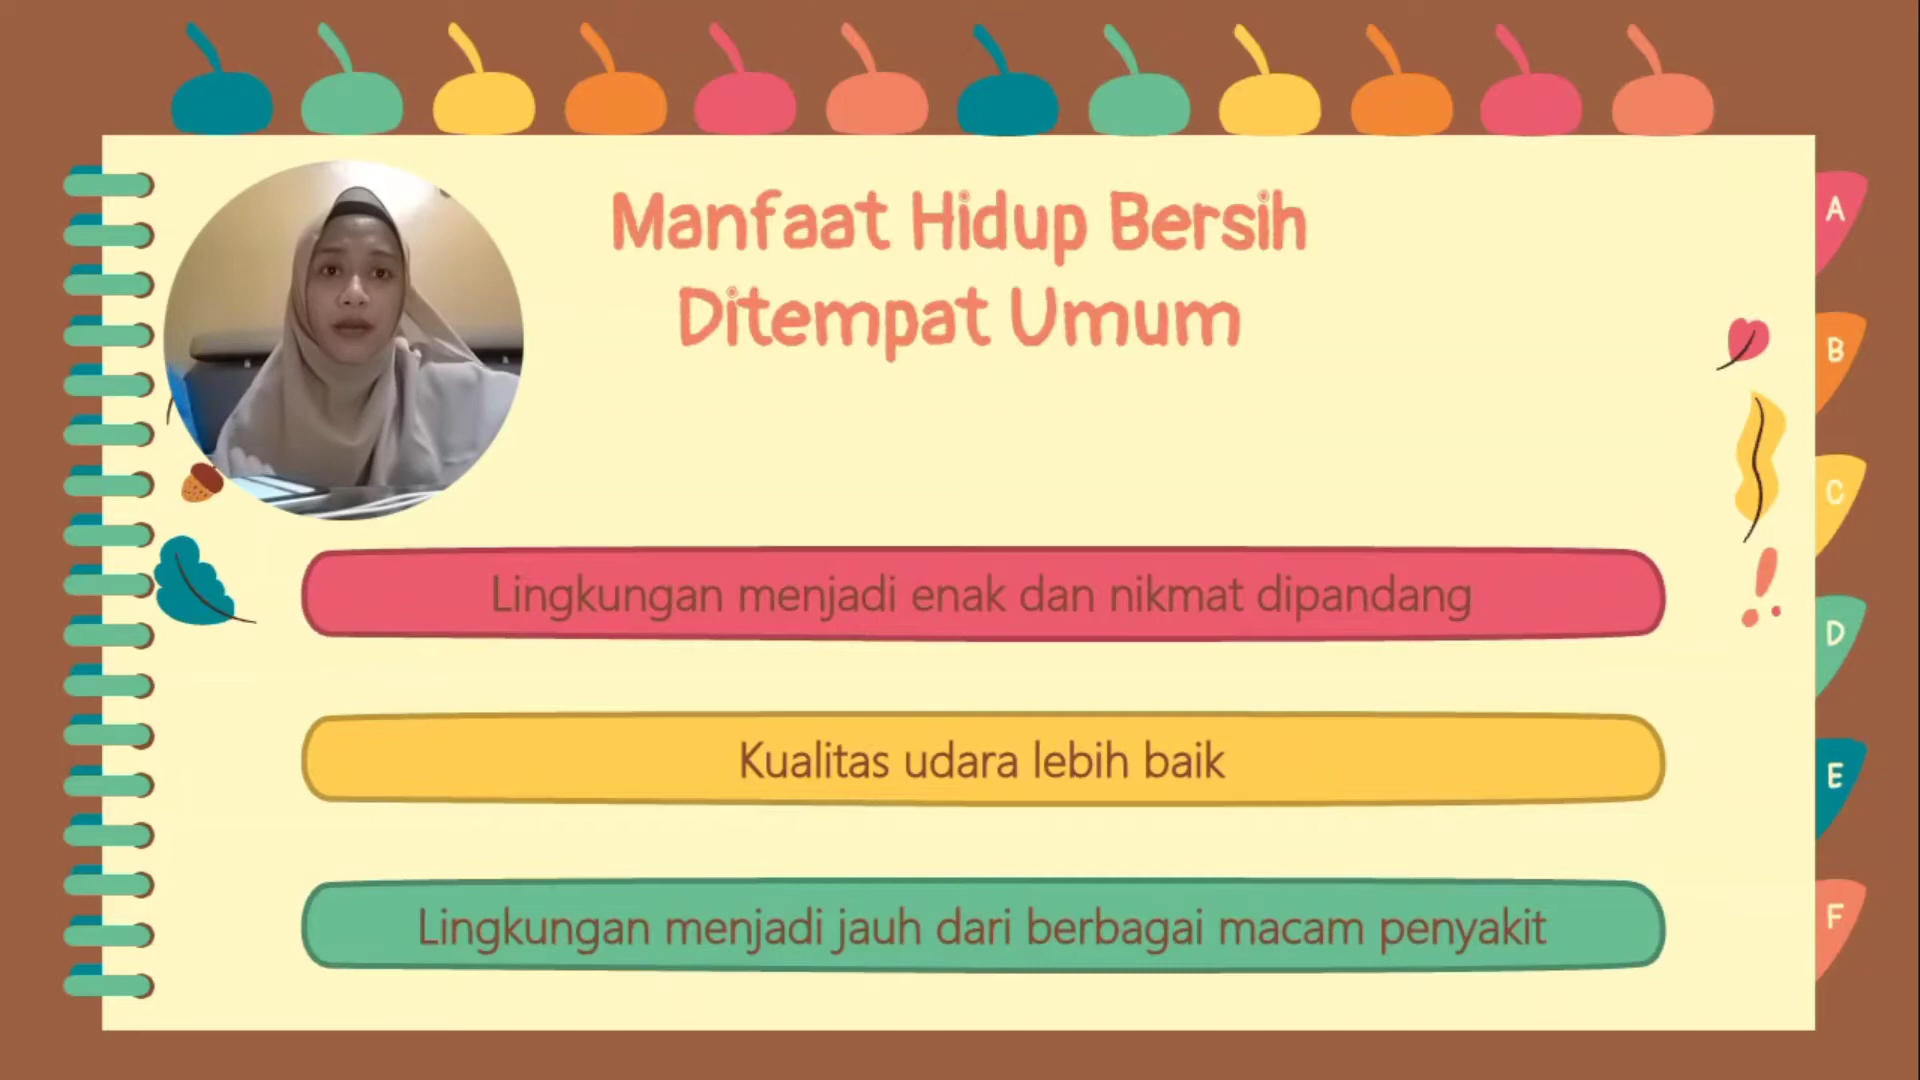 Manfaat Hidup Bersih
Ditempat Umum
Lingkungan menjadi enak dan nikmat dipandang
Kualitas udara lebih baik
Lingkungan menjadi jauh dari berbagai macam penyakit
A
B
C
D
E
F